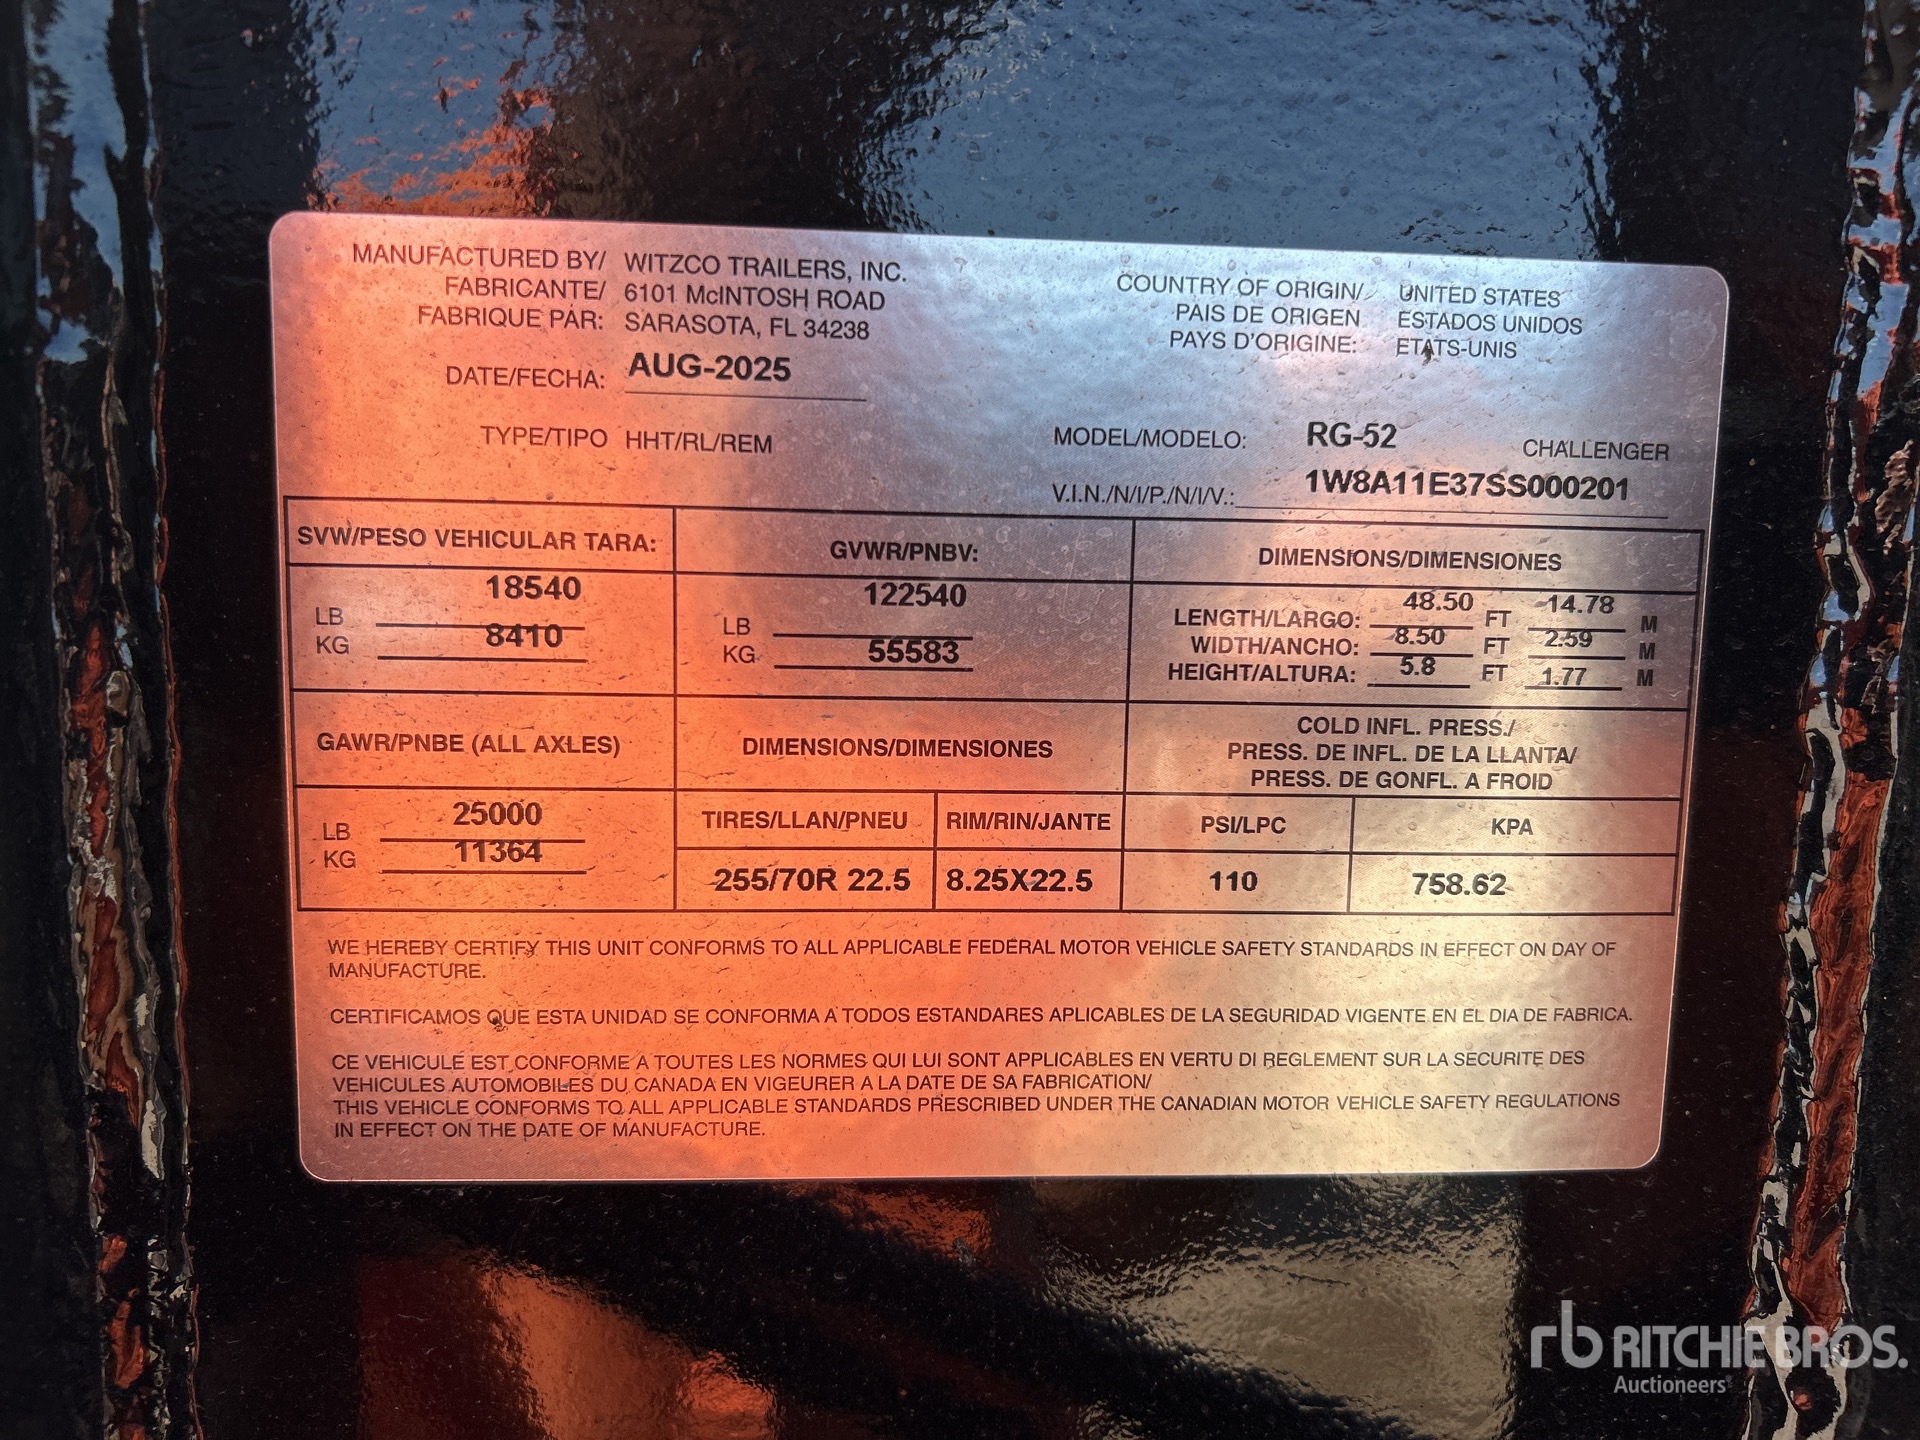 MANUFACTURED BY/ WITZCO TRAILERS, INC.
FABRICANTE/ 6101 McINTOSH ROAD
FABRIQUE PAR: SARASOTA, FL 34238
COUNTRY OF ORIGIN/ UNITED STATES
PAIS DE ORIGEN ESTADOS UNIDOS
PAYS D'ORIGINE: ETATS-UNIS
DATE/FECHA: AUG-2025
TYPE/TIPO HHT/RL/REM
MODEL/MODELO: RG-52 CHALLENGER
V.I.N./N/I/P./N/I/V.: 1W8A11E37SS000201
SVW/PESO VEHICULAR TARA: GVWR/PNBV: DIMENSIONS/DIMENSIONES
LB 18540
KG 8410
LB 122540
KG 55583
LENGTH/LARGO: 48.50 FT 14.78 M
WIDTH/ANCHO: 8.50 FT 2.59 M
HEIGHT/ALTURA: 5.8 FT 1.77 M
GAWR/PNBE (ALL AXLES)
DIMENSIONS/DIMENSIONES
COLD INFL. PRESS./
PRESS. DE INFL. DE LA LLANTA/
PRESS. DE GONFL. A FROID
LB 25000
KG 11364
TIRES/LLAN/PNEU RIM/RIN/JANTE PSI/LPC KPA
255/70R 22.5 8.25X22.5 110 758.62
WE HEREBY CERTIFY THIS UNIT CONFORMS TO ALL APPLICABLE FEDERAL MOTOR VEHICLE SAFETY STANDARDS IN EFFECT ON DAY OF
MANUFACTURE.
CERTIFICAMOS QUE ESTA UNIDAD SE CONFORMA A TODOS ESTANDARES APLICABLES DE LA SEGURIDAD VIGENTE EN EL DIA DE FABRICA.
CE VEHICULE EST CONFORME A TOUTES LES NORMES QUI LUI SONT APPLICABLES EN VERTU DI REGLEMENT SUR LA SECURITE DES
VEHICULES AUTOMOBILES DU CANADA EN VIGEURER A LA DATE DE SA FABRICATION/
THIS VEHICLE CONFORMS TO ALL APPLICABLE STANDARDS PRESCRIBED UNDER THE CANADIAN MOTOR VEHICLE SAFETY REGULATIONS
IN EFFECT ON THE DATE OF MANUFACTURE.
rb RITCHIE BROS.
Auctioneers